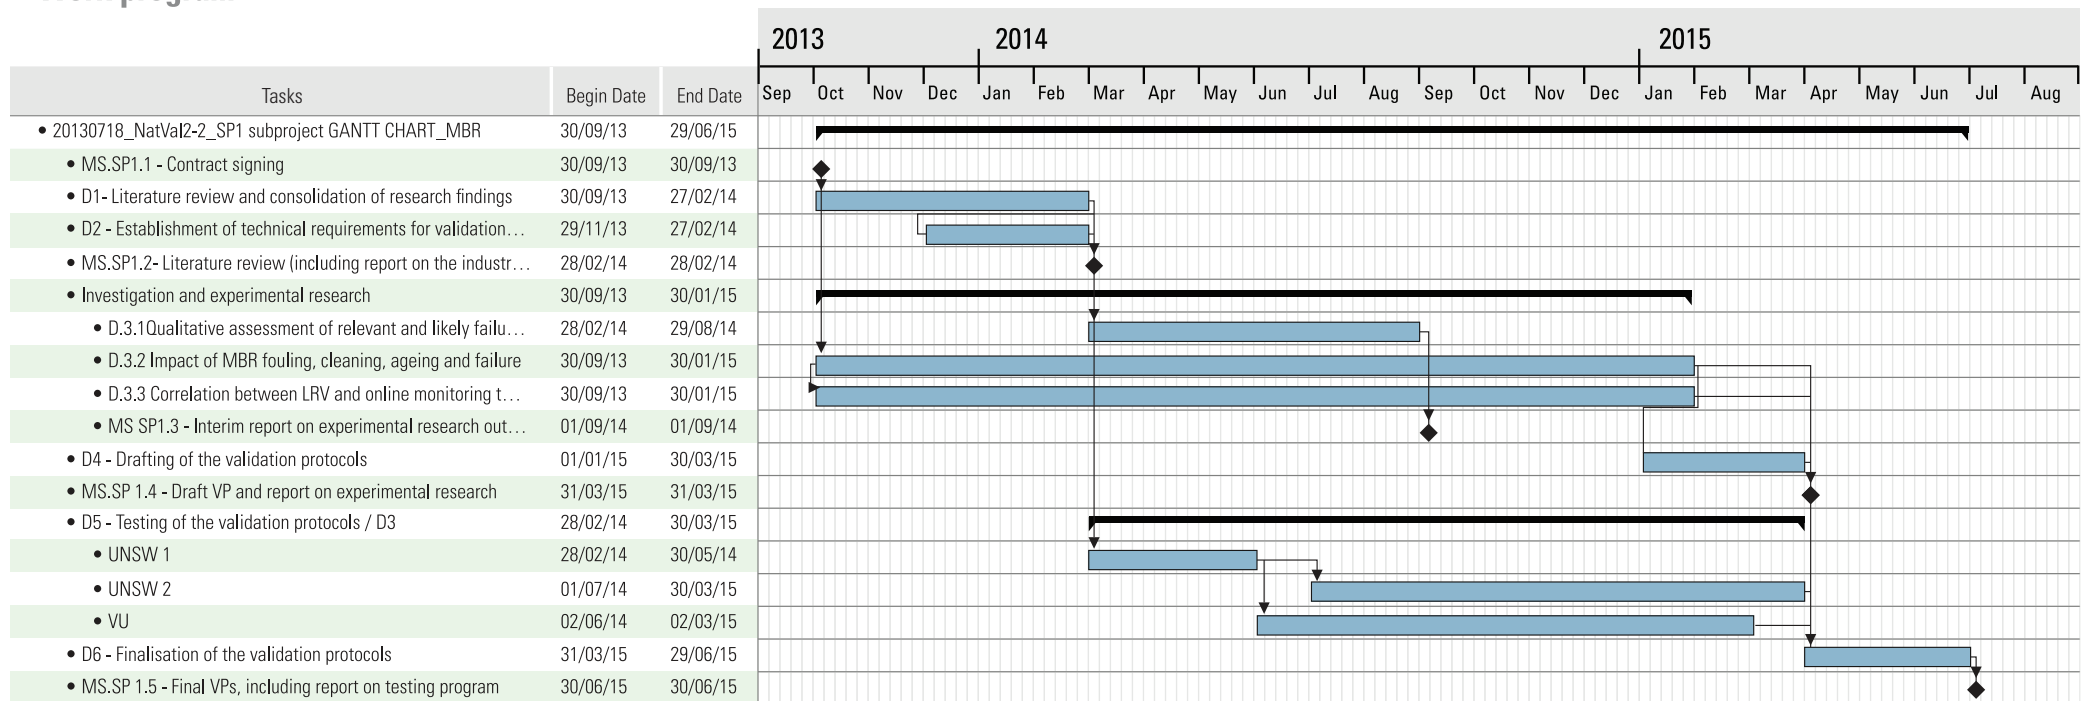 2013 2014 2015
Tasks Begin Date End Date Sep Oct Nov Dec Jan Feb Mar Apr May Jun Jul Aug Sep Oct Nov Dec Jan Feb Mar Apr May Jun Jul Aug
• 20130718_NatVal2-2_SP1 subproject GANTT CHART_MBR 30/09/13 29/06/15
• MS.SP1.1 - Contract signing 30/09/13 30/09/13
• D1- Literature review and consolidation of research findings 30/09/13 27/02/14
• D2 - Establishment of technical requirements for validation... 29/11/13 27/02/14
• MS.SP1.2- Literature review (including report on the industr... 28/02/14 28/02/14
• Investigation and experimental research 30/09/13 30/01/15
• D.3.1Qualitative assessment of relevant and likely failu... 28/02/14 29/08/14
• D.3.2 Impact of MBR fouling, cleaning, ageing and failure 30/09/13 30/01/15
• D.3.3 Correlation between LRV and online monitoring t... 30/09/13 30/01/15
• MS SP1.3 - Interim report on experimental research out... 01/09/14 01/09/14
• D4 - Drafting of the validation protocols 01/01/15 30/03/15
• MS.SP 1.4 - Draft VP and report on experimental research 31/03/15 31/03/15
• D5 - Testing of the validation protocols / D3 28/02/14 30/03/15
• UNSW 1 28/02/14 30/05/14
• UNSW 2 01/07/14 30/03/15
• VU 02/06/14 02/03/15
• D6 - Finalisation of the validation protocols 31/03/15 29/06/15
• MS.SP 1.5 - Final VPs, including report on testing program 30/06/15 30/06/15